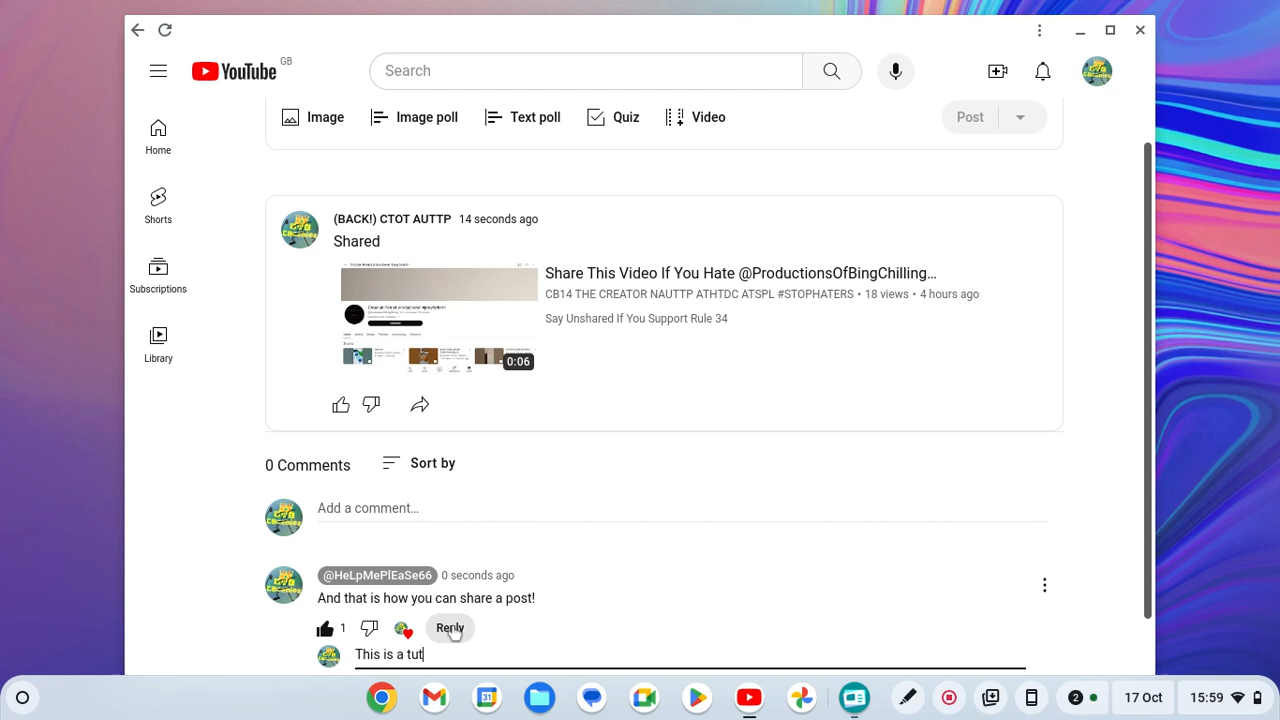 YouTube GB
Search
Image
Image poll
Text poll
Quiz
Video
Post
Home
Shorts
Subscriptions
Library
(BACK!) CTOT AUTTP 14 seconds ago
Shared
Share This Video If You Hate @ProductionsOfBingChilling...
CB14 THE CREATOR NAUTTP ATHTDC ATSPL #STOPHATERS • 18 views • 4 hours ago
Say Unshared If You Support Rule 34
0:06
0 Comments
Sort by
Add a comment...
@HeLpMePlEaSe66 0 seconds ago
And that is how you can share a post!
1
Reply
This is a tut
31
2
17 Oct
15:59